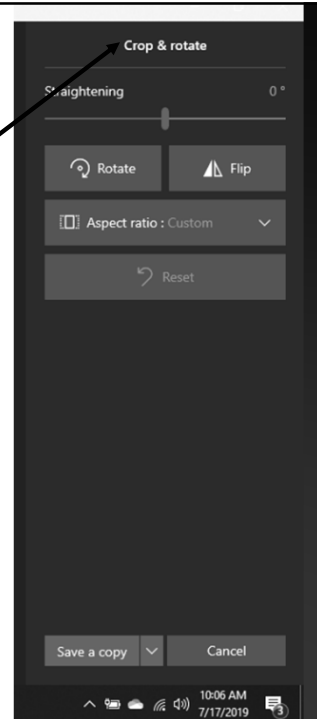 Crop & rotate
Straightening 0 °
Rotate Flip
Aspect ratio : Custom
Reset
Save a copy Cancel
10:06 AM
7/17/2019
3